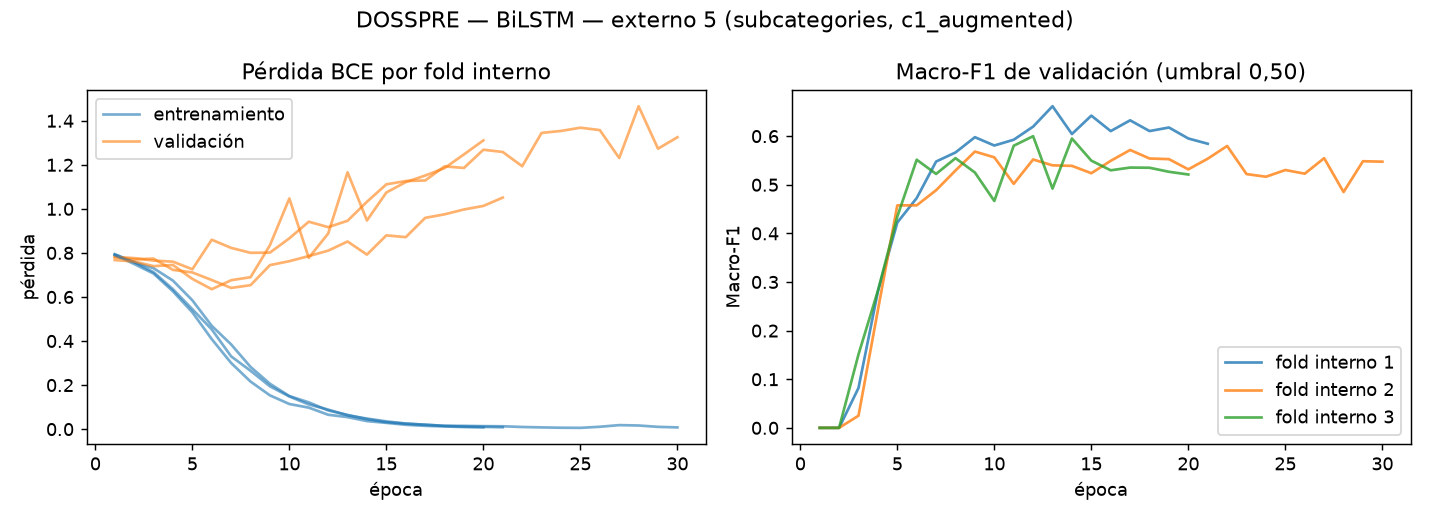 DOSSPRE — BiLSTM — externo 5 (subcategories, c1_augmented)
Pérdida BCE por fold interno
entrenamiento
validación
1.4
1.2
1.0
0.8
0.6
0.4
0.2
0.0
pérdida
0 5 10 15 20 25 30
época
Macro-F1 de validación (umbral 0,50)
0.6
0.5
0.4
0.3
0.2
0.1
0.0
Macro-F1
fold interno 1
fold interno 2
fold interno 3
0 5 10 15 20 25 30
época